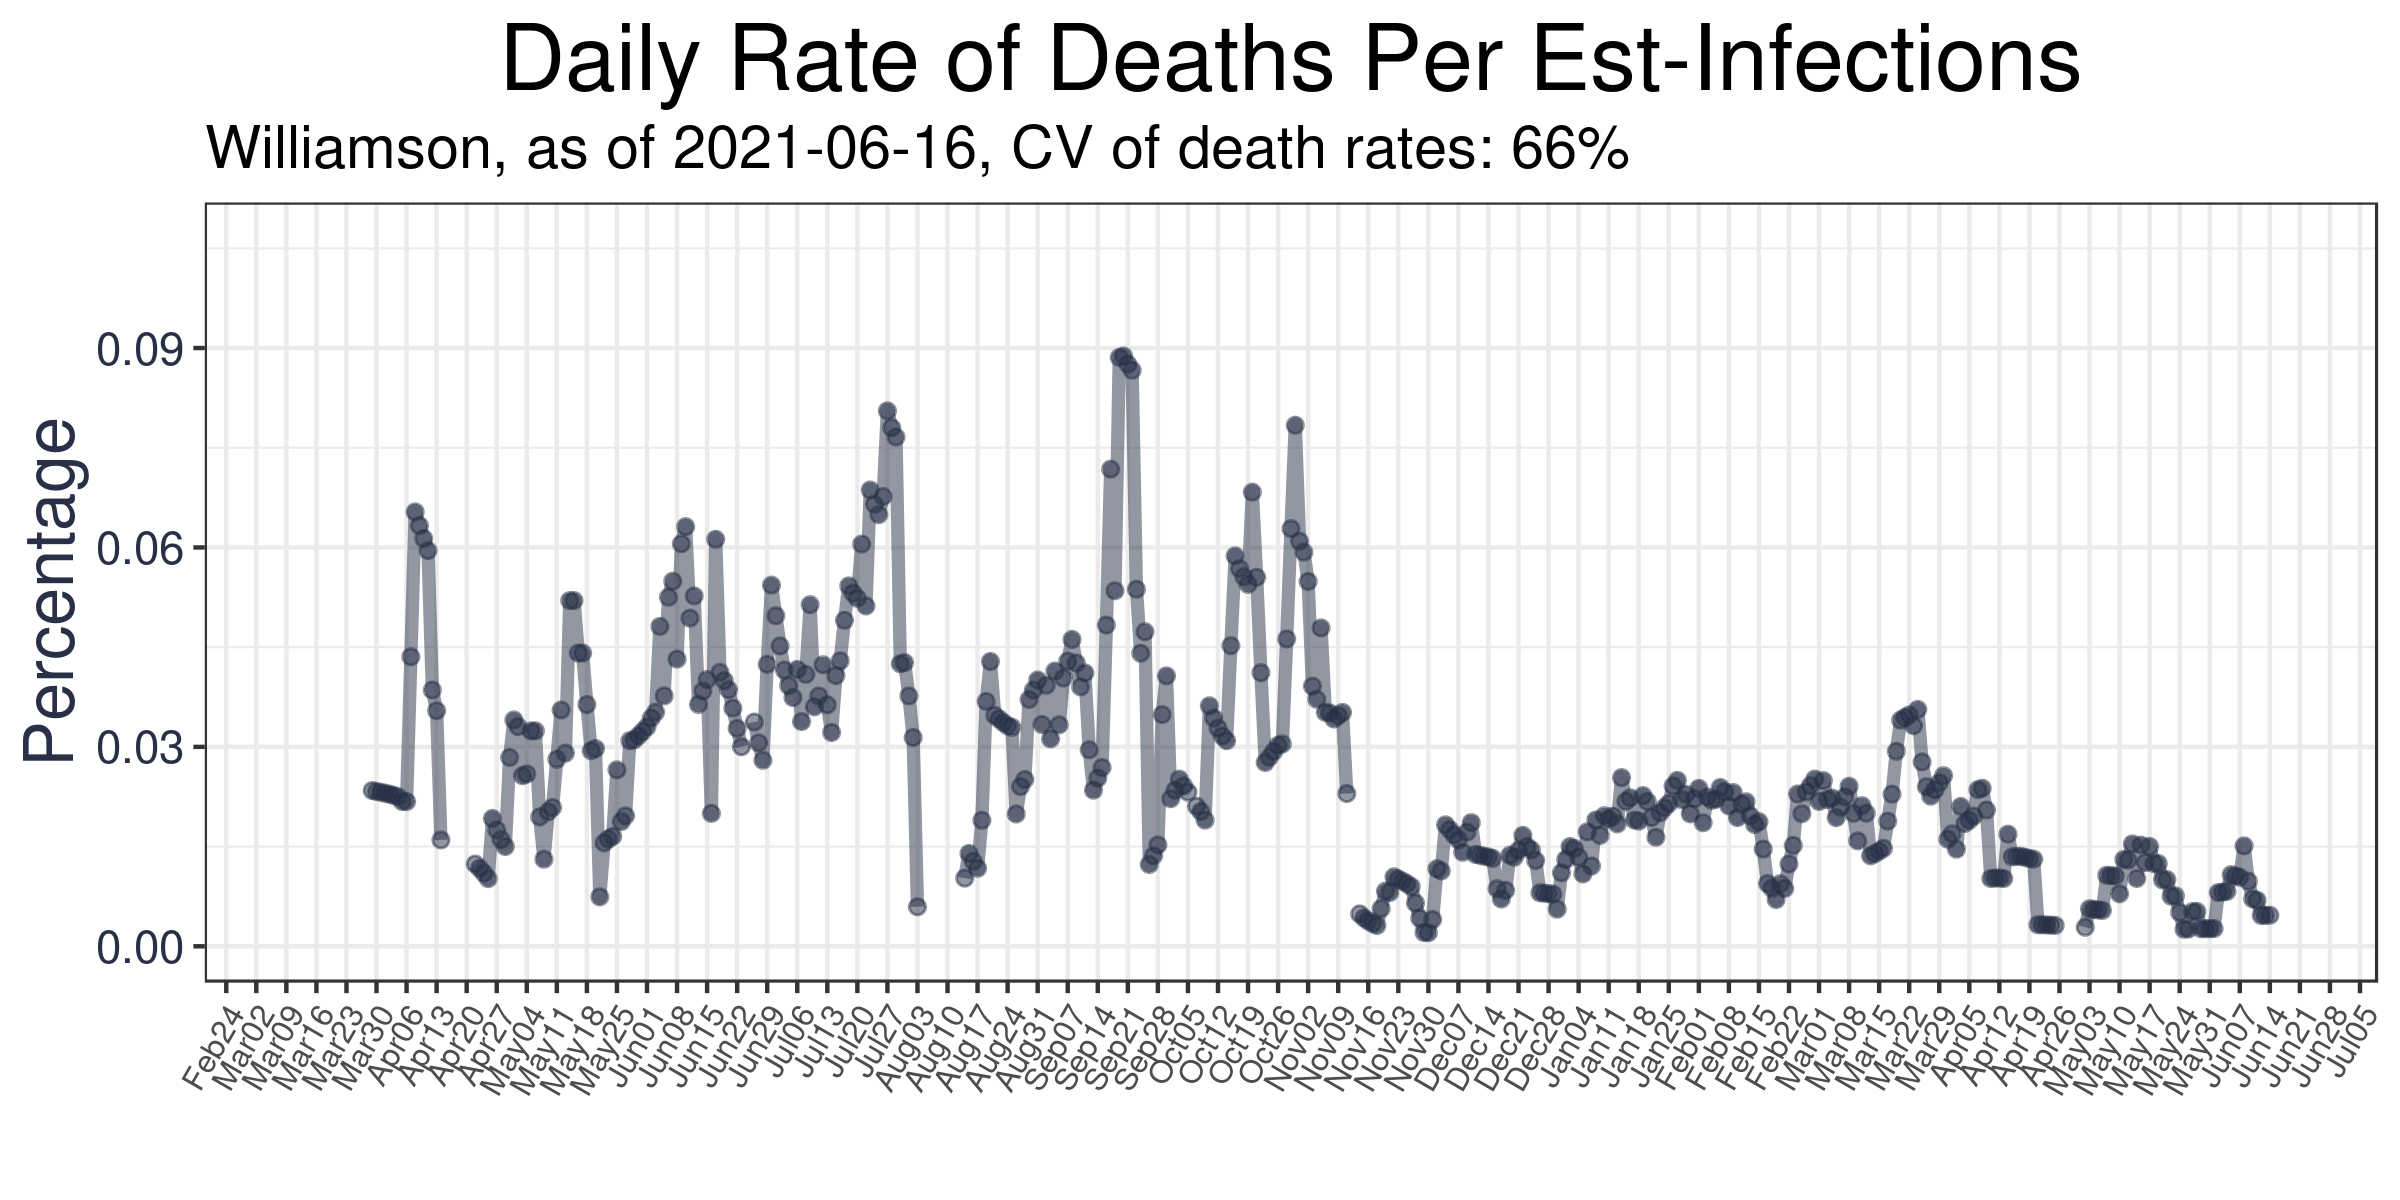 Daily Rate of Deaths Per Est-Infections
Williamson, as of 2021-06-16, CV of death rates: 66%
Percentage
0.09
0.06
0.03
0.00
Feb24
Mar02
Mar09
Mar16
Mar23
Mar30
Apr06
Apr13
Apr20
Apr27
May04
May11
May18
May25
Jun01
Jun08
Jun15
Jun22
Jun29
Jul06
Jul13
Jul20
Jul27
Aug03
Aug10
Aug17
Aug24
Aug31
Sep07
Sep14
Sep21
Sep28
Oct05
Oct12
Oct19
Oct26
Nov02
Nov09
Nov16
Nov23
Nov30
Dec07
Dec14
Dec21
Dec28
Jan04
Jan11
Jan18
Jan25
Feb01
Feb08
Feb15
Feb22
Mar01
Mar08
Mar15
Mar22
Mar29
Apr05
Apr12
Apr19
Apr26
May03
May10
May17
May24
May31
Jun07
Jun14
Jun21
Jun28
Jul05